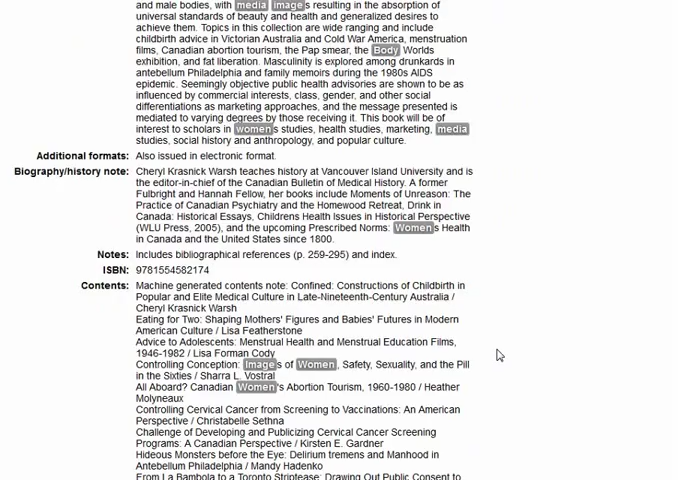 and male bodies, with media images resulting in the absorption of
universal standards of beauty and health and generalized desires to
achieve them. Topics in this collection are wide ranging and include
childbirth advice in Victorian Australia and Cold War America, menstruation
films, Canadian abortion tourism, the Pap smear, the Body Worlds
exhibition, and fat liberation. Masculinity is explored among drunkards in
antebellum Philadelphia and family memoirs during the 1980s AIDS
epidemic. Seemingly objective public health advisories are shown to be as
influenced by commercial interests, class, gender, and other social
differentiations as marketing approaches, and the message presented is
mediated to varying degrees by those receiving it. This book will be of
interest to scholars in womens studies, health studies, marketing, media
studies, social history and anthropology, and popular culture.
Additional formats: Also issued in electronic format.
Biography/history note: Cheryl Krasnick Warsh teaches history at Vancouver Island University and is
the editor-in-chief of the Canadian Bulletin of Medical History. A former
Fulbright and Hannah Fellow, her books include Moments of Unreason: The
Practice of Canadian Psychiatry and the Homewood Retreat, Drink in
Canada: Historical Essays, Childrens Health Issues in Historical Perspective
(WLU Press, 2005), and the upcoming Prescribed Norms: Womens Health
in Canada and the United States since 1800.
Notes: Includes bibliographical references (p. 259-295) and index.
ISBN: 9781554582174
Contents: Machine generated contents note: Confined: Constructions of Childbirth in
Popular and Elite Medical Culture in Late-Nineteenth-Century Australia /
Cheryl Krasnick Warsh
Eating for Two: Shaping Mothers' Figures and Babies' Futures in Modern
American Culture / Lisa Featherstone
Advice to Adolescents: Menstrual Health and Menstrual Education Films,
1946-1982 / Lisa Forman Cody
Controlling Conception: Images of Women, Safety, Sexuality, and the Pill
in the Sixties / Sharra L. Vostral
All Aboard? Canadian Women's Abortion Tourism, 1960-1980 / Heather
Molyneaux
Controlling Cervical Cancer from Screening to Vaccinations: An American
Perspective / Christabelle Sethna
Challenge of Developing and Publicizing Cervical Cancer Screening
Programs: A Canadian Perspective / Kirsten E. Gardner
Hideous Monsters before the Eye: Delirium tremens and Manhood in
Antebellum Philadelphia / Mandy Hadenko
From La Bambola to a Toronto Striptease: Drawing Out Public Consent to